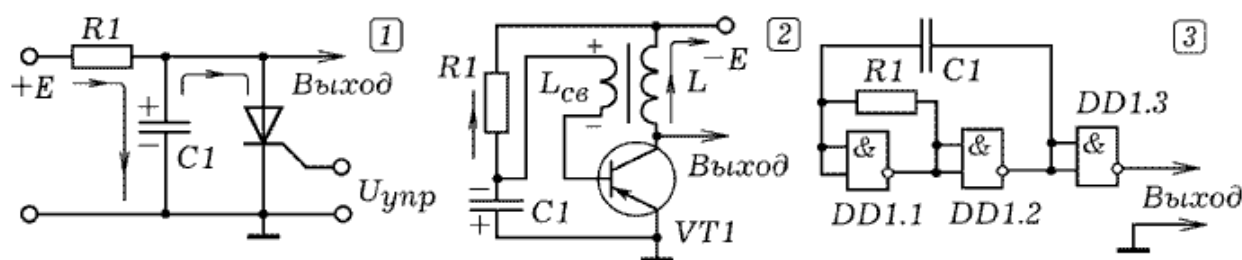 R1
1
+E
Выход
+
−
C1
Uупр
2
−E
+
R1
Lсв
L
−
Выход
−
+
C1
VT1
3
C1
R1
DD1.3
&
&
&
DD1.1
DD1.2
Выход